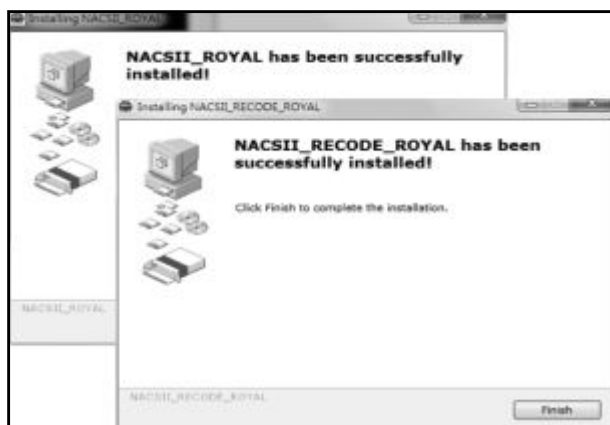 Installing NACSII_ROYAL
NACSII_ROYAL has been successfully
installed!
Installing NACSII_RECODE_ROYAL
NACSII_RECODE_ROYAL has been
successfully installed!
Click Finish to complete the installation.
NACSII_ROYAL
NACSII_RECODE_ROYAL
Finish